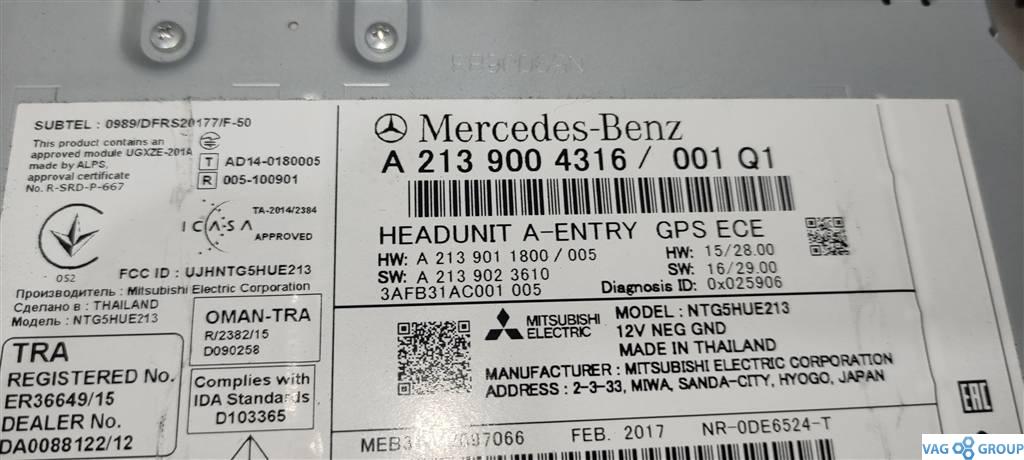 SUBTEL : 0989/DFRS20177/F-50
This product contains an
approved module UGXZE-201A
made by ALPS,
approval certificate
No. R-SRD-P-667
T AD14-0180005
R 005-100901
052
ICASA
TA-2014/2384
APPROVED
FCC ID : UJHNTG5HUE213
Производитель : Mitsubishi Electric Corporation
Сделано в : THAILAND
Модель : NTG5HUE213
TRA
REGISTERED No.
ER36649/15
DEALER No.
DA0088122/12
OMAN-TRA
R/2382/15
D090258
Complies with
IDA Standards
D103365
Mercedes-Benz
A 213 900 4316 / 001 Q1
HEADUNIT A-ENTRY GPS ECE
HW: A 213 901 1800 / 005
HW: 15/28.00
SW: A 213 902 3610
SW: 16/29.00
3AFB31AC001 005
Diagnosis ID: 0x025906
MITSUBISHI
ELECTRIC
MODEL : NTG5HUE213
12V NEG GND
MADE IN THAILAND
MANUFACTURER : MITSUBISHI ELECTRIC CORPORATION
ADDRESS : 2-3-33, MIWA, SANDA-CITY, HYOGO, JAPAN
FEB. 2017
NR-0DE6524-T
EAC
VAG GROUP